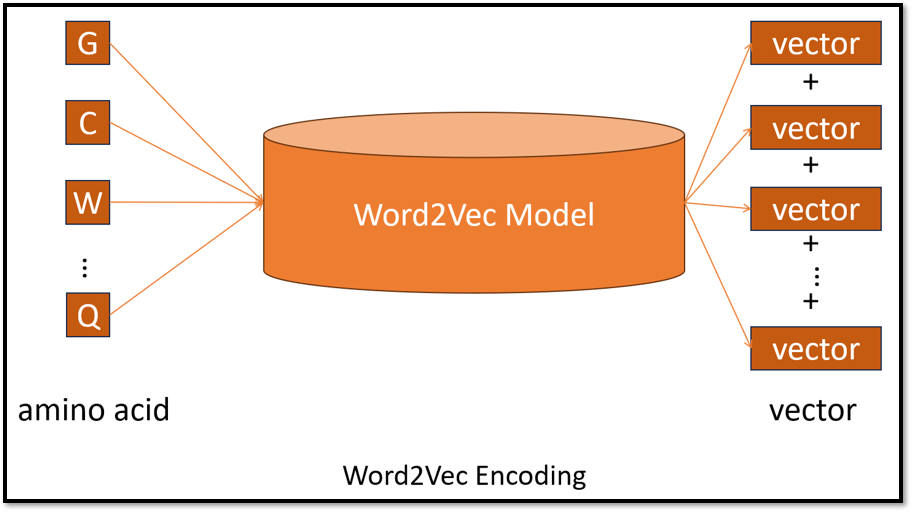 G
C
W
⋮
Q
amino acid
Word2Vec Model
vector
+
vector
+
vector
+
⋮
+
vector
vector
Word2Vec Encoding